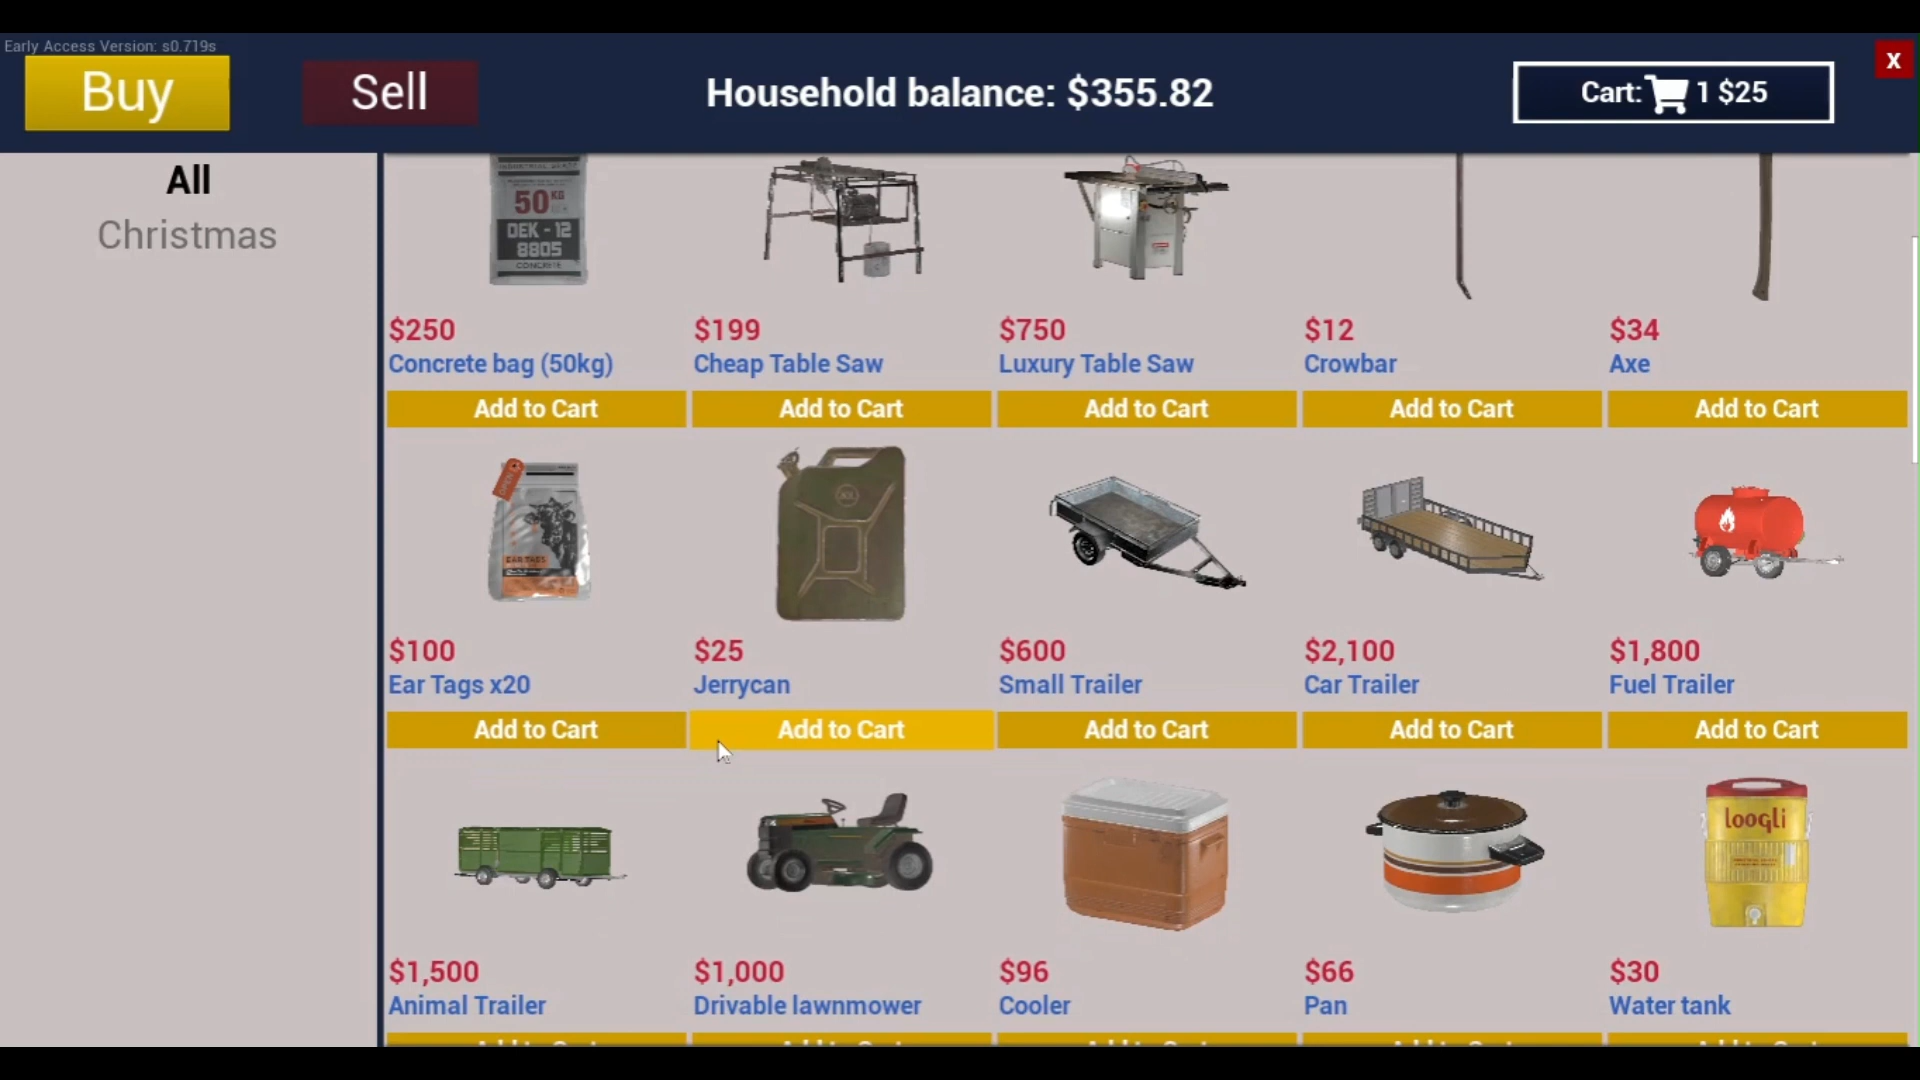 Early Access Version: s0.719s
Buy
Sell
Household balance: $355.82
Cart: 1 $25
X
All
Christmas
50KG
DEK - 12
8805
CONCRETE
$250
Concrete bag (50kg)
Add to Cart
$199
Cheap Table Saw
Add to Cart
$750
Luxury Table Saw
Add to Cart
$12
Crowbar
Add to Cart
$34
Axe
Add to Cart
OPEN
EAR TAGS
$100
Ear Tags x20
Add to Cart
$25
Jerrycan
Add to Cart
$600
Small Trailer
Add to Cart
$2,100
Car Trailer
Add to Cart
$1,800
Fuel Trailer
Add to Cart
$1,500
Animal Trailer
$1,000
Drivable lawnmower
$96
Cooler
$66
Pan
loogli
$30
Water tank